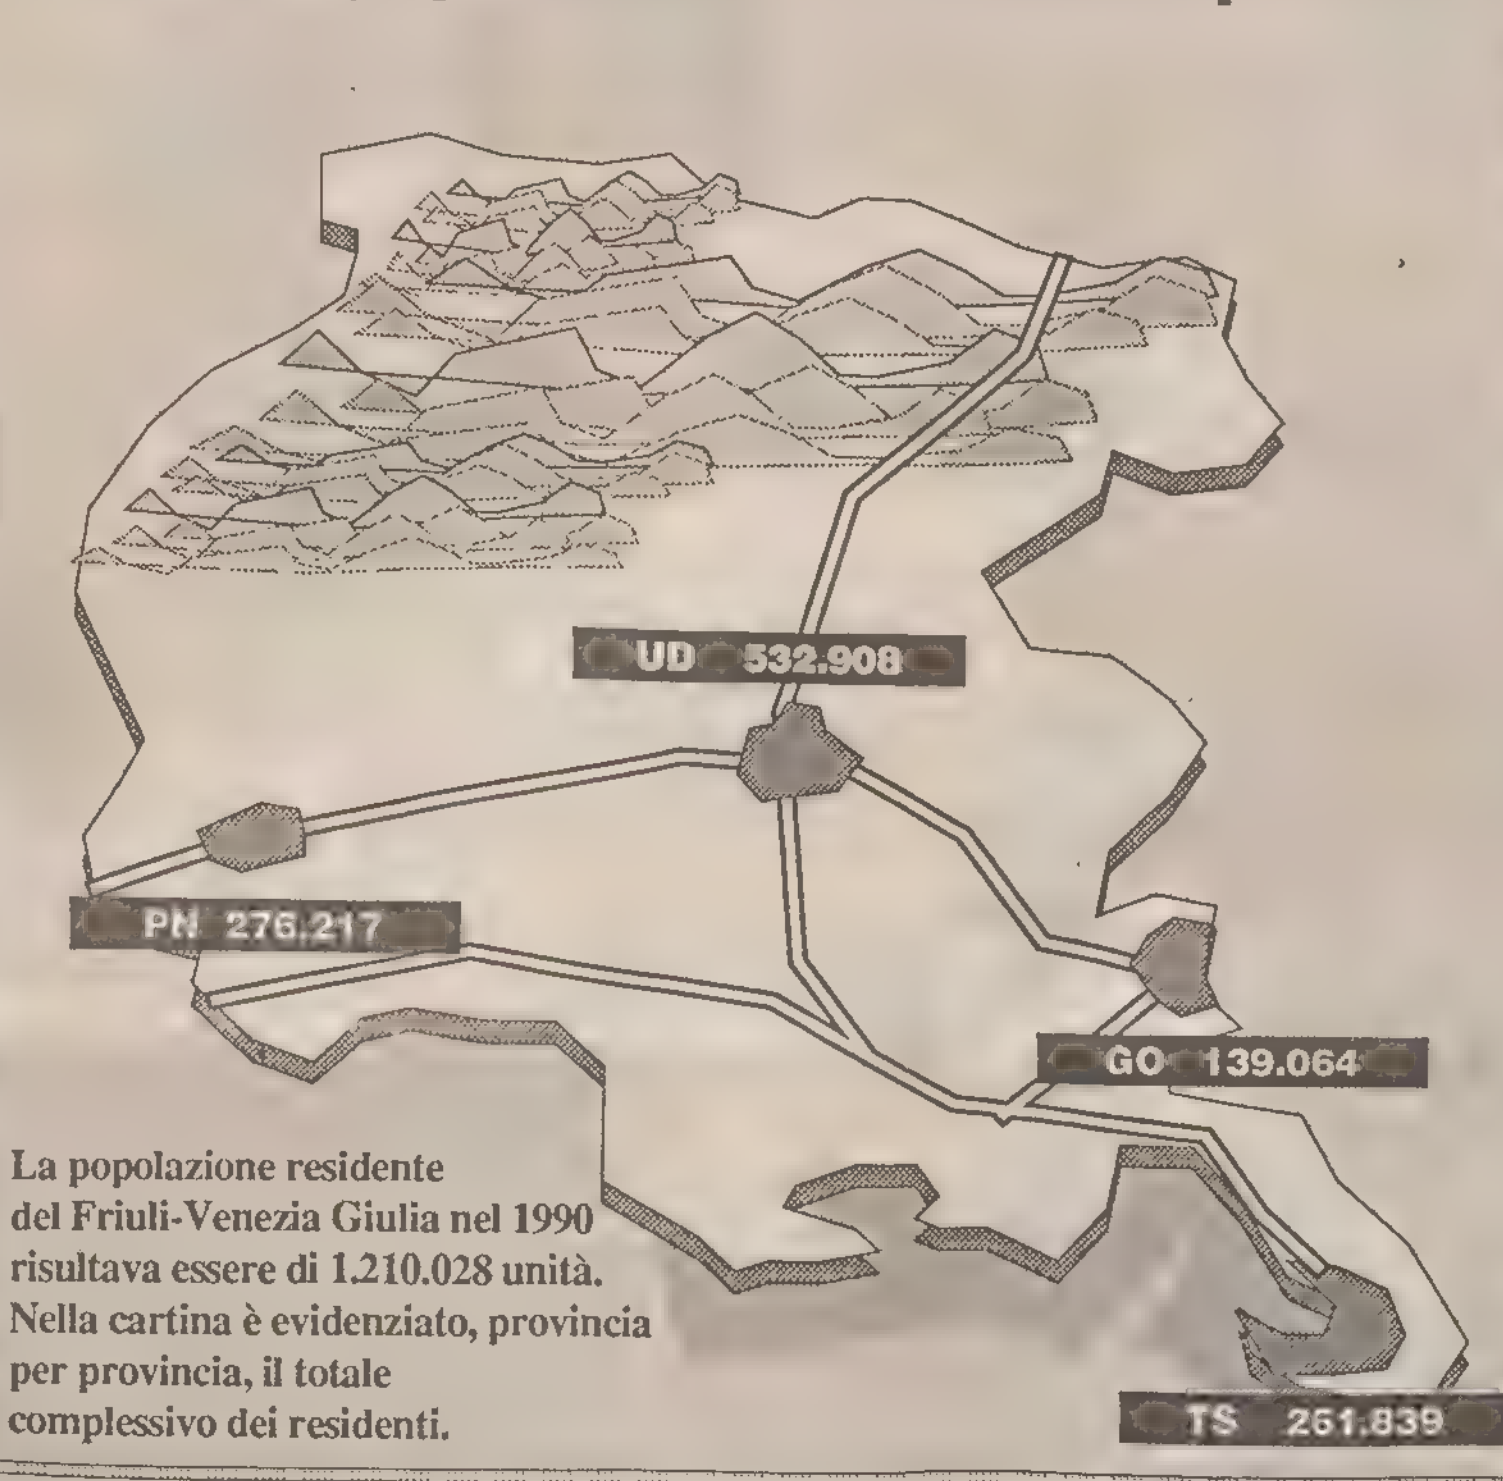 UD 532.908
PN 276.217
GO 139.064
La popolazione residente
del Friuli-Venezia Giulia nel 1990
risultava essere di 1.210.028 unità.
Nella cartina è evidenziato, provincia
per provincia, il totale
complessivo dei residenti.
TS 261.839